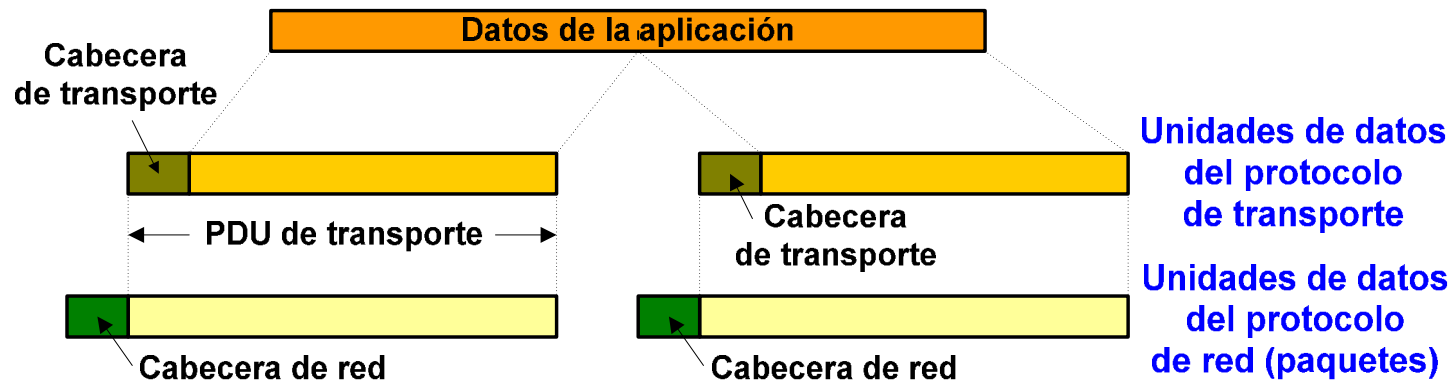 Datos de la aplicación
Cabecera
de transporte
Unidades de datos
del protocolo
de transporte
Cabecera
de transporte
PDU de transporte
Unidades de datos
del protocolo
de red (paquetes)
Cabecera de red
Cabecera de red